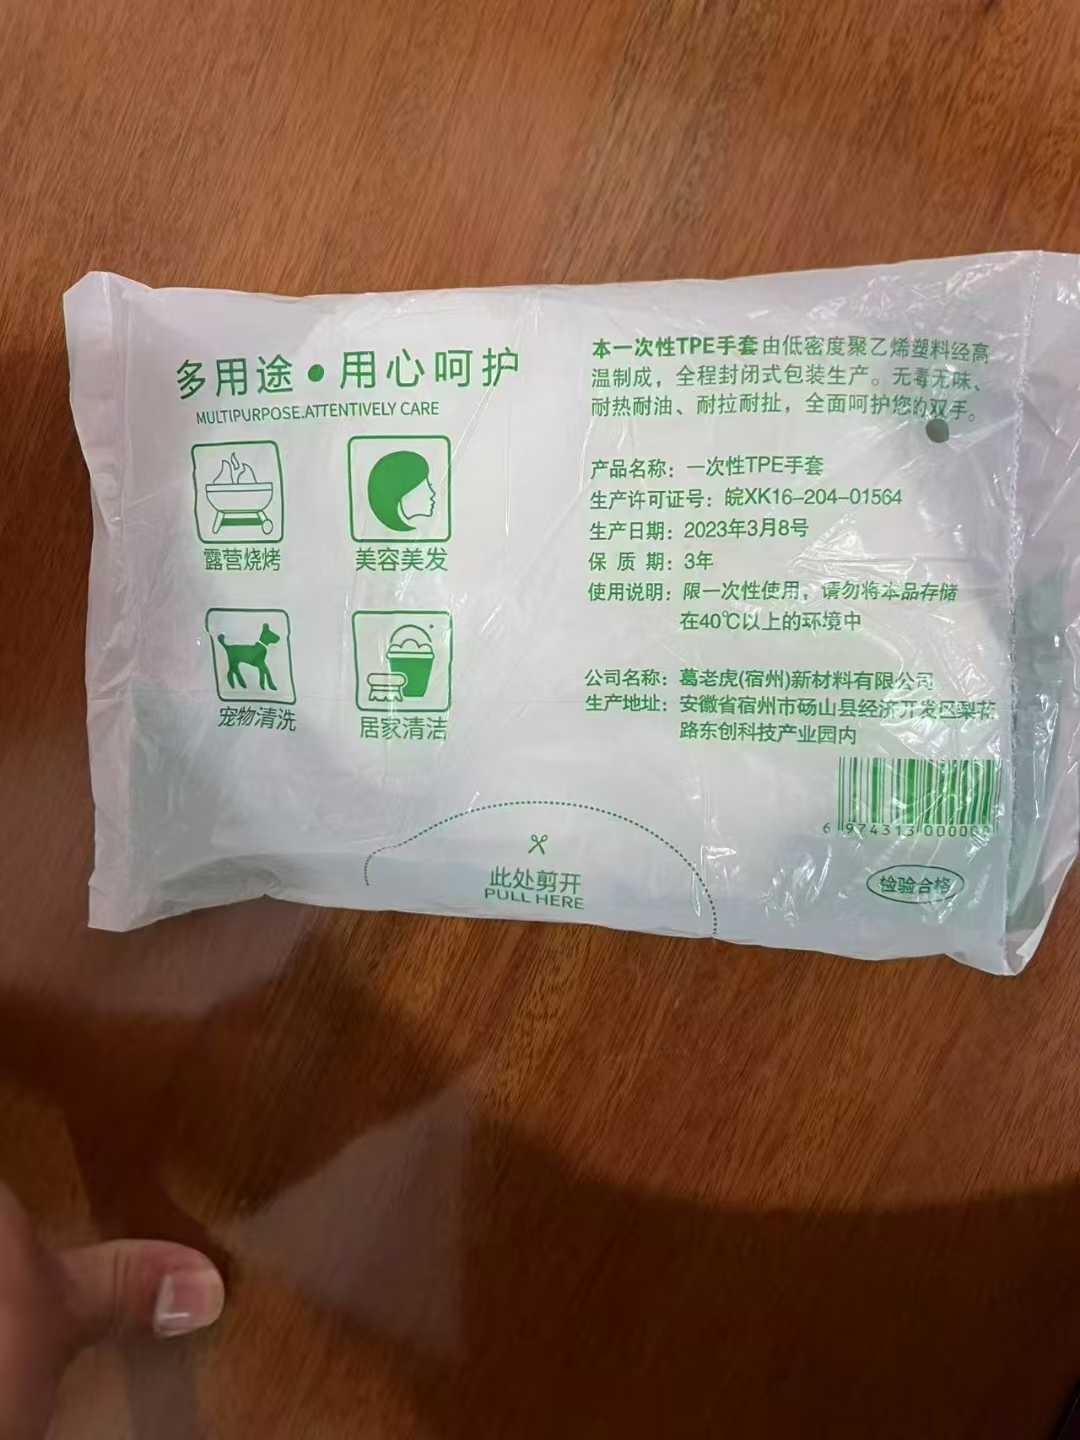 多用途•用心呵护
MULTIPURPOSE.ATTENTIVELY CARE
露营烧烤
美容美发
宠物清洗
居家清洁
本一次性TPE手套由低密度聚乙烯塑料经高
温制成，全程封闭式包装生产。无毒无味、
耐热耐油、耐拉耐扯，全面呵护您的双手。
产品名称：一次性TPE手套
生产许可证号：皖XK16-204-01564
生产日期：2023年3月8号
保 质 期：3年
使用说明：限一次性使用，请勿将本品存储
在40℃以上的环境中
公司名称：葛老虎(宿州)新材料有限公司
生产地址：安徽省宿州市砀山县经济开发区梨花
路东创科技产业园内
6 974313 00000
检验合格
此处剪开
PULL HERE